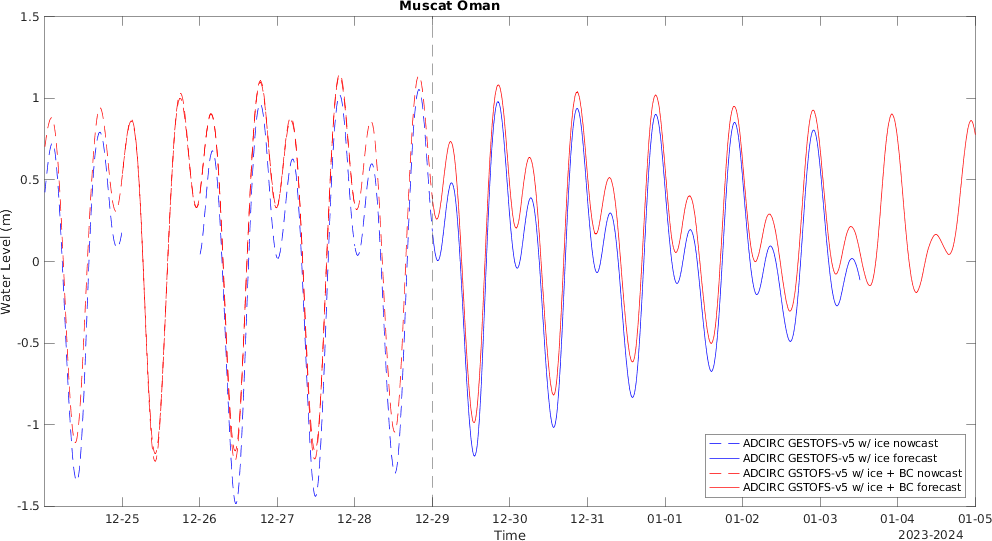 Muscat Oman
1.5
1
0.5
0
-0.5
-1
-1.5
Water Level (m)
12-25 12-26 12-27 12-28 12-29 12-30 12-31 01-01 01-02 01-03 01-04 01-05
Time
2023-2024
ADCIRC GESTOFS-v5 w/ ice nowcast
ADCIRC GESTOFS-v5 w/ ice forecast
ADCIRC GSTOFS-v5 w/ ice + BC nowcast
ADCIRC GSTOFS-v5 w/ ice + BC forecast